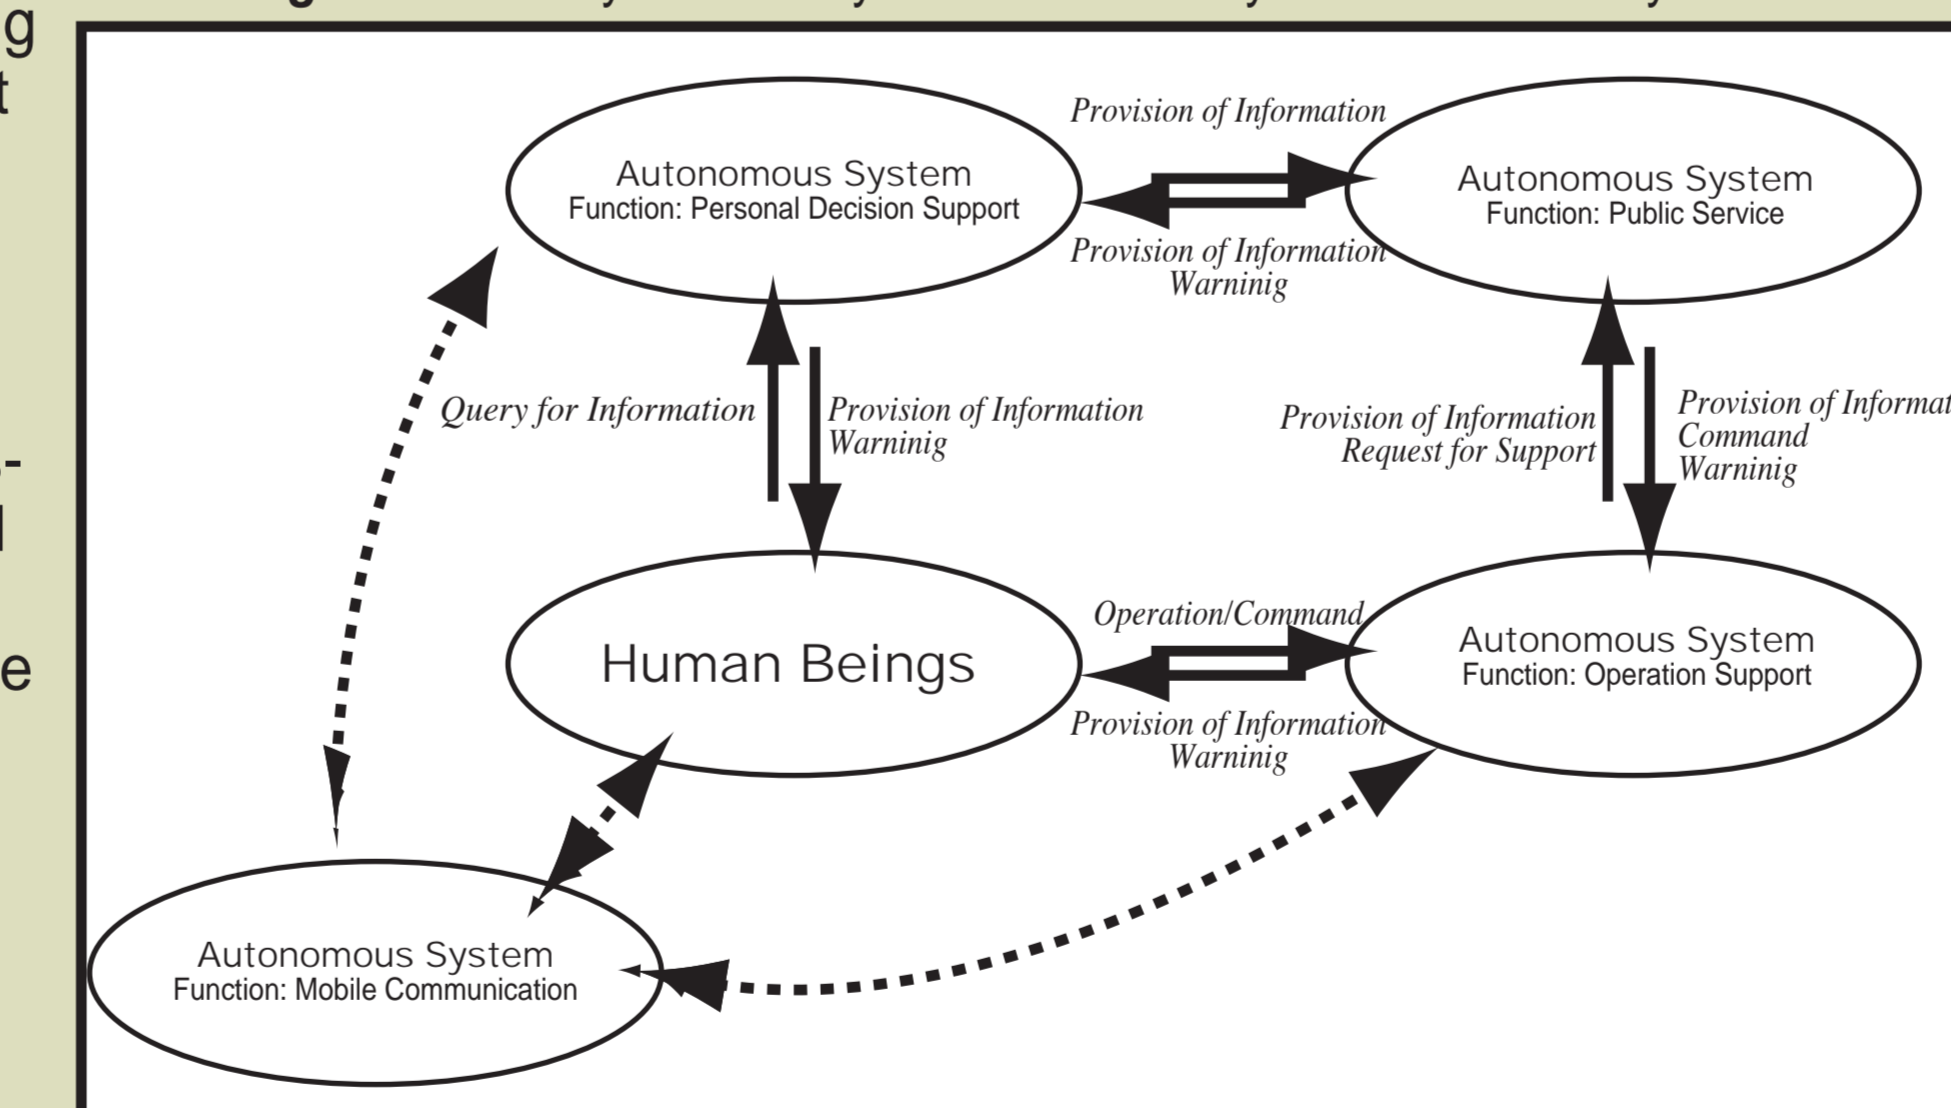 Provision of Information
Autonomous System
Function: Personal Decision Support
Autonomous System
Function: Public Service
Provision of Information
Warninig
Query for Information
Provision of Information
Warninig
Provision of Information
Request for Support
Provision of
Command
Warninig
Operation/Command
Human Beings
Autonomous System
Function: Operation Support
Provision of Information
Warninig
Autonomous System
Function: Mobile Communication